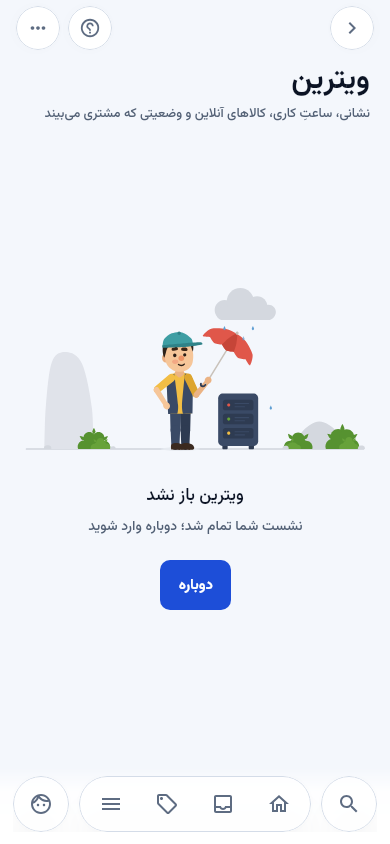 ویترین
نشانی، ساعتِ کاری، کالاهای آنلاین و وضعیتی که مشتری می‌بیند
ویترین باز نشد
نشست شما تمام شد؛ دوباره وارد شوید
دوباره